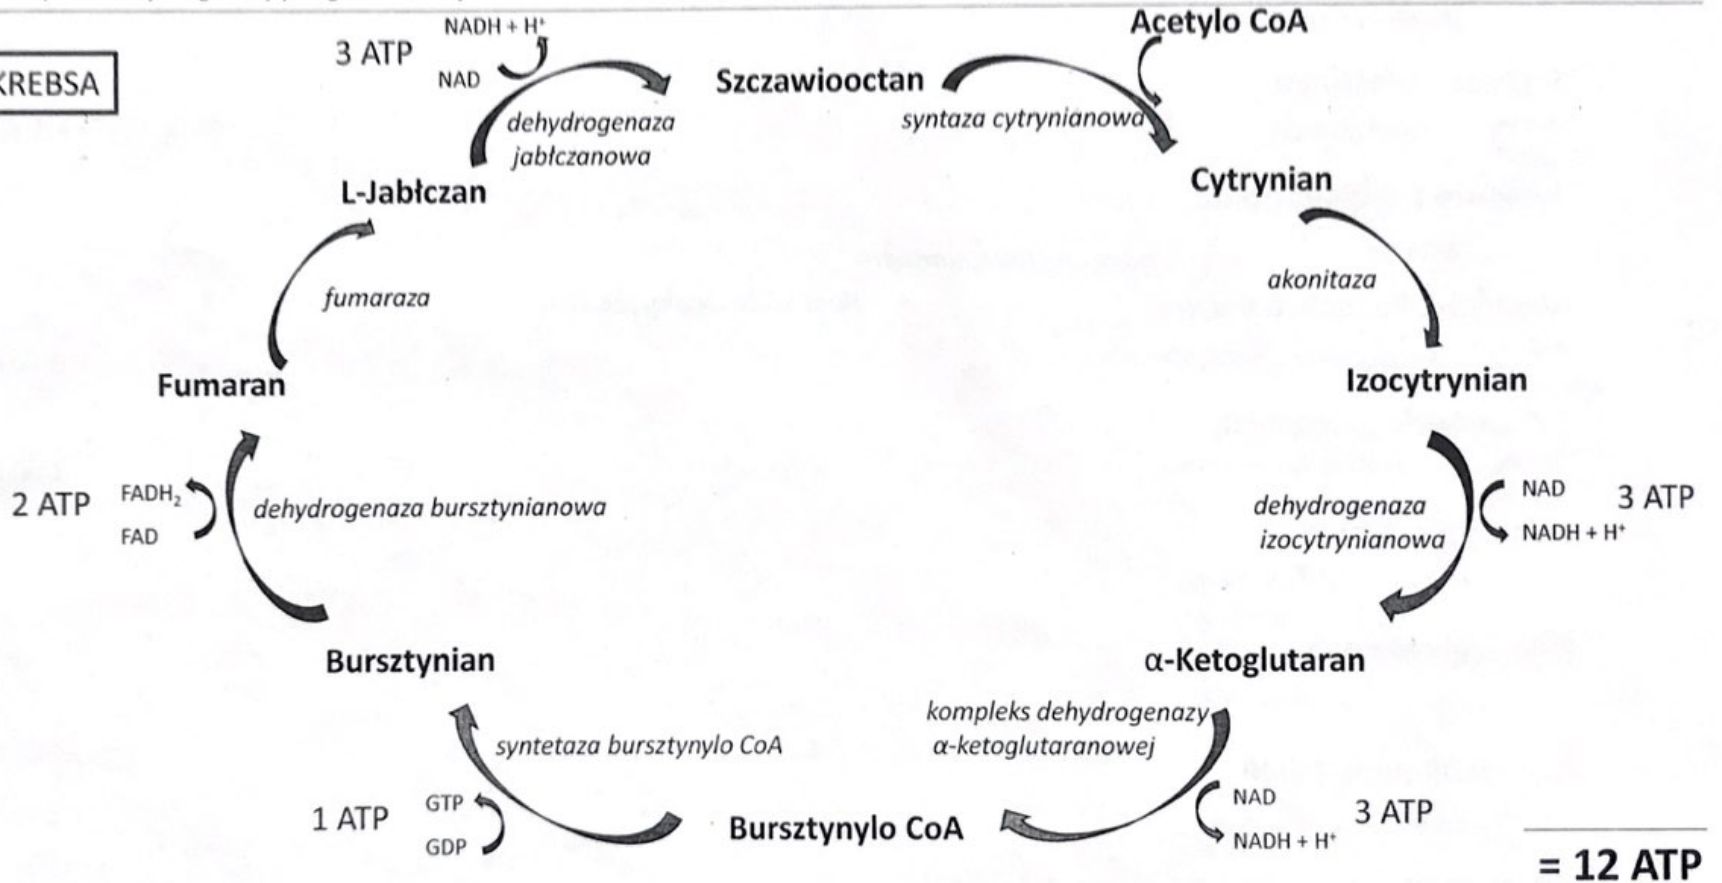 KREBSA
Acetylo CoA
NADH + H⁺
3 ATP
NAD
Szczawiooctan
dehydrogenaza
jabłczanowa
syntaza cytrynianowa
L-Jabłczan
Cytrynian
fumaraza
akonitaza
Fumaran
Izocytrynian
2 ATP
FADH₂
FAD
dehydrogenaza bursztynianowa
dehydrogenaza
izocytrynianowa
NAD
NADH + H⁺
3 ATP
Bursztynian
α-Ketoglutaran
syntetaza bursztynylo CoA
kompleks dehydrogenazy
α-ketoglutaranowej
1 ATP
GTP
GDP
Bursztynylo CoA
NAD
NADH + H⁺
3 ATP
= 12 ATP